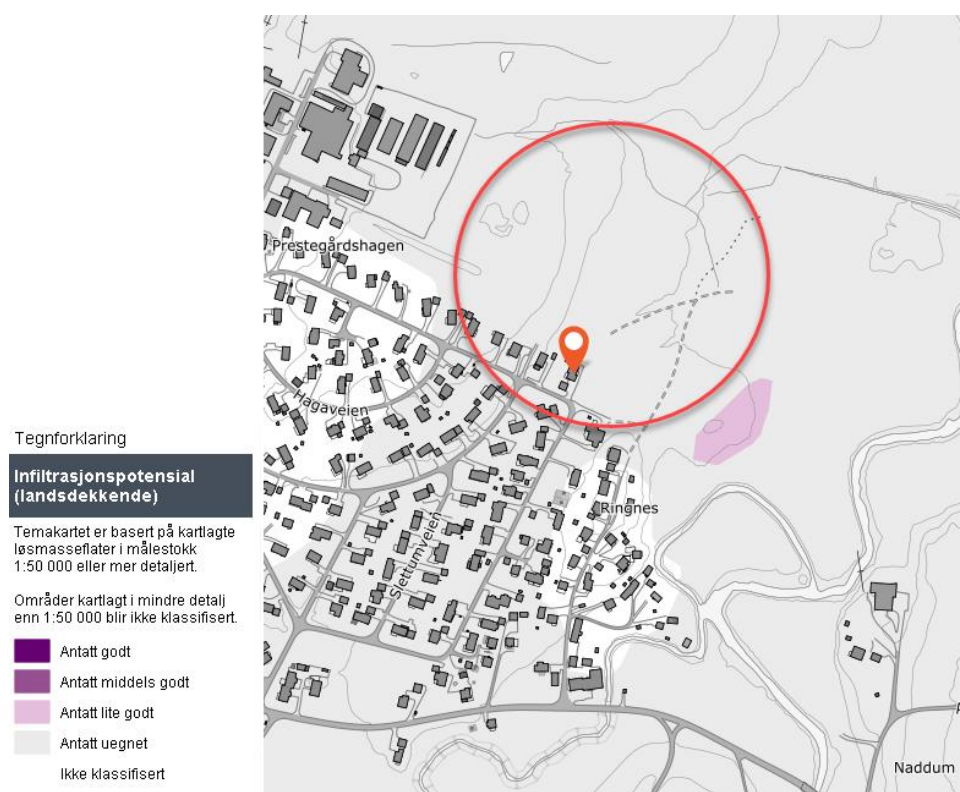 Tegnforklaring
Infiltrasjonspotensial
(landsdekkende)
Temakartet er basert på kartlagte
løsmasseflater i målestokk
1:50 000 eller mer detaljert.
Områder kartlagt i mindre detalj
enn 1:50 000 blir ikke klassifisert.
Antatt godt
Antatt middels godt
Antatt lite godt
Antatt uegnet
Ikke klassifisert
Prestegårdshagen
Hagaveien
Slettumveien
Ringnes
Naddum